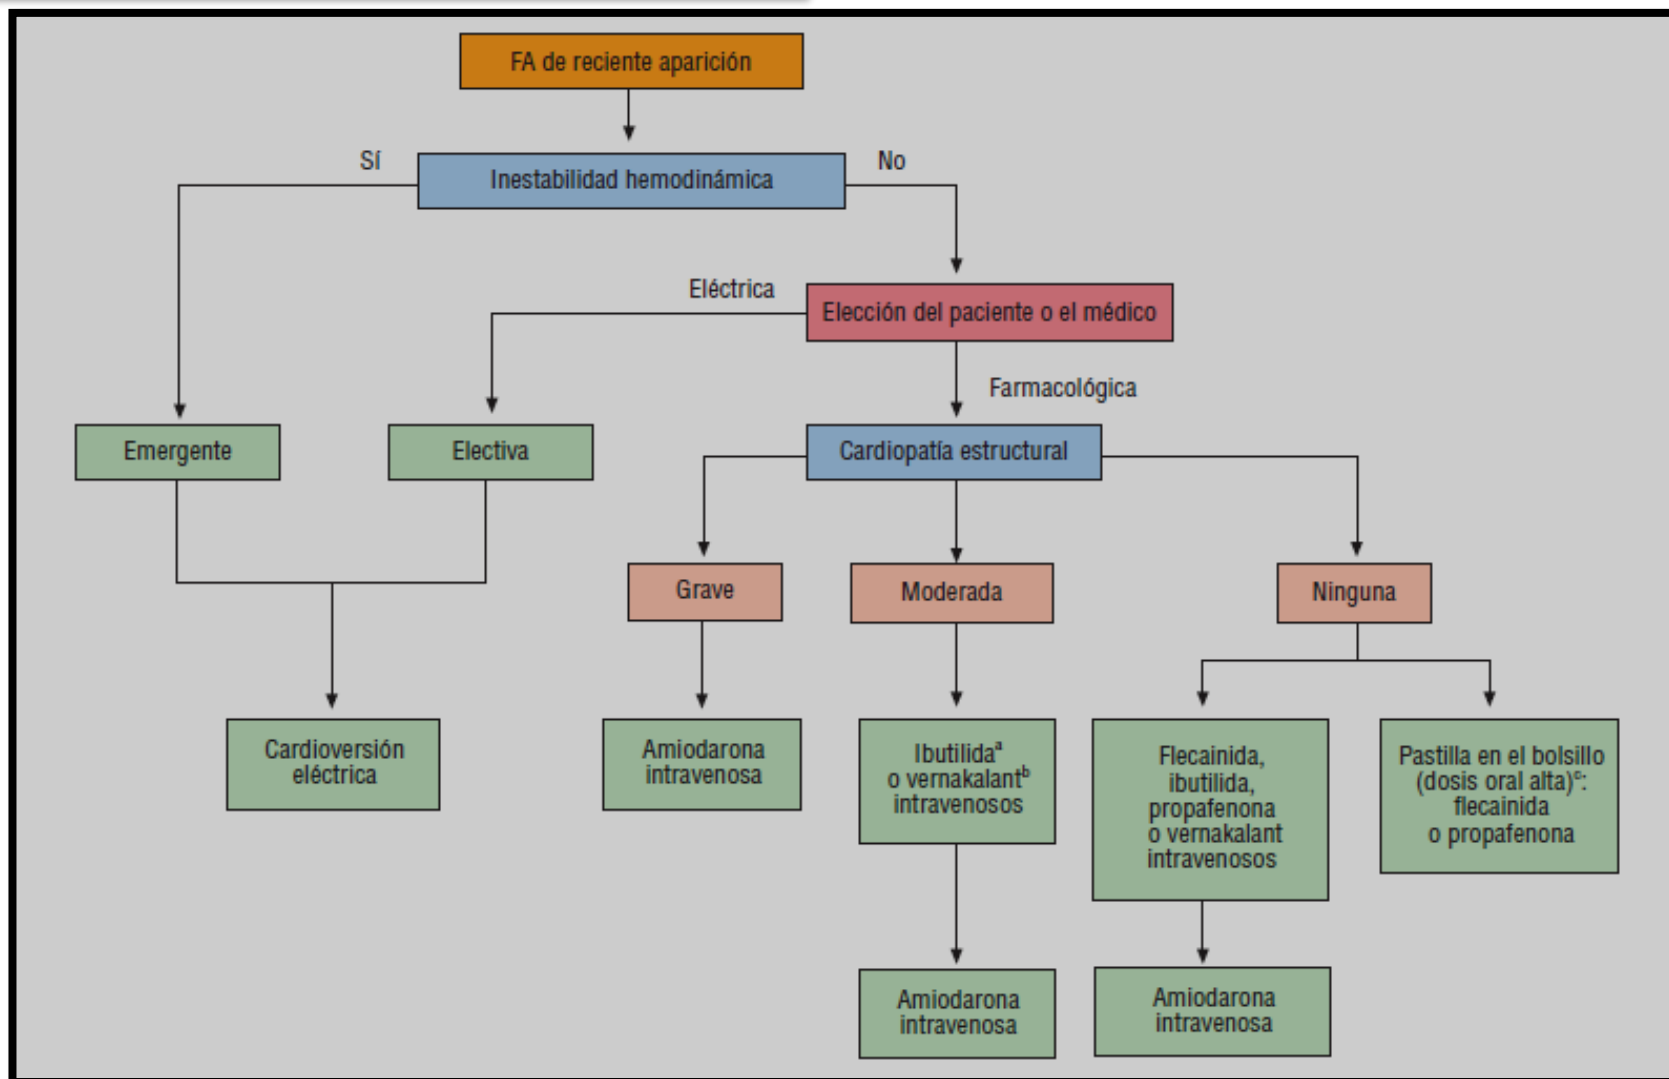 FA de reciente aparición
Sí
Inestabilidad hemodinámica
No
Eléctrica
Elección del paciente o el médico
Farmacológica
Emergente
Electiva
Cardiopatía estructural
Grave
Moderada
Ninguna
Cardioversión
eléctrica
Amiodarona
intravenosa
Ibutilidaᵃ
o vernakalantᵇ
intravenosos
Flecainida,
ibutilida,
propafenona
o vernakalant
intravenosos
Pastilla en el bolsillo
(dosis oral alta)ᶜ:
flecainida
o propafenona
Amiodarona
intravenosa
Amiodarona
intravenosa